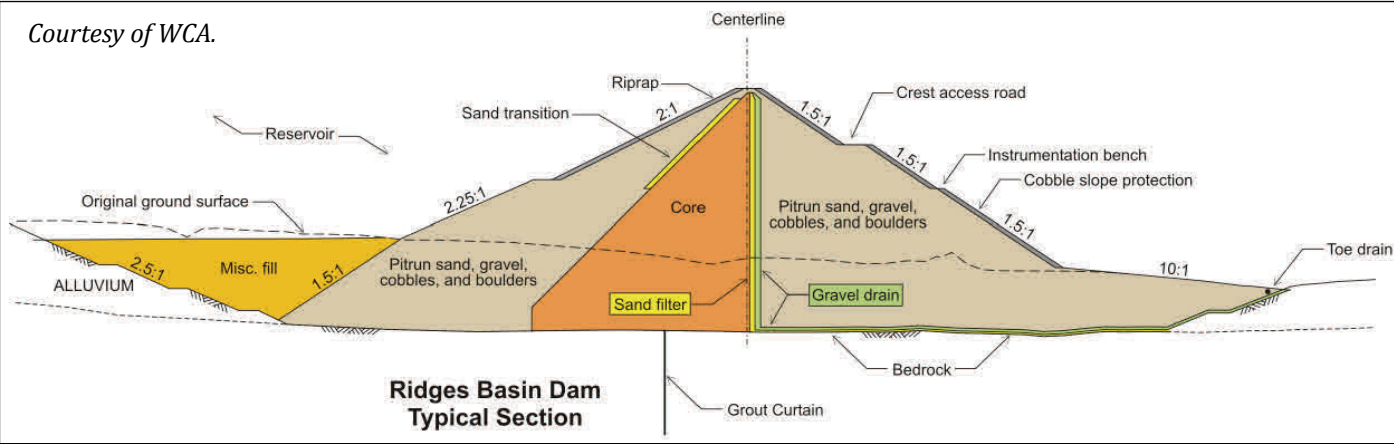 Courtesy of WCA.
Centerline
Riprap
2:1
1.5:1
Crest access road
Sand transition
Reservoir
1.5:1
Instrumentation bench
Cobble slope protection
Original ground surface
2.25:1
Core
Pitrun sand, gravel,
cobbles, and boulders
1.5:1
Toe drain
2.5:1
Misc. fill
1.5:1
Pitrun sand, gravel,
cobbles, and boulders
10:1
ALLUVIUM
Sand filter
Gravel drain
Bedrock
Ridges Basin Dam
Typical Section
Grout Curtain